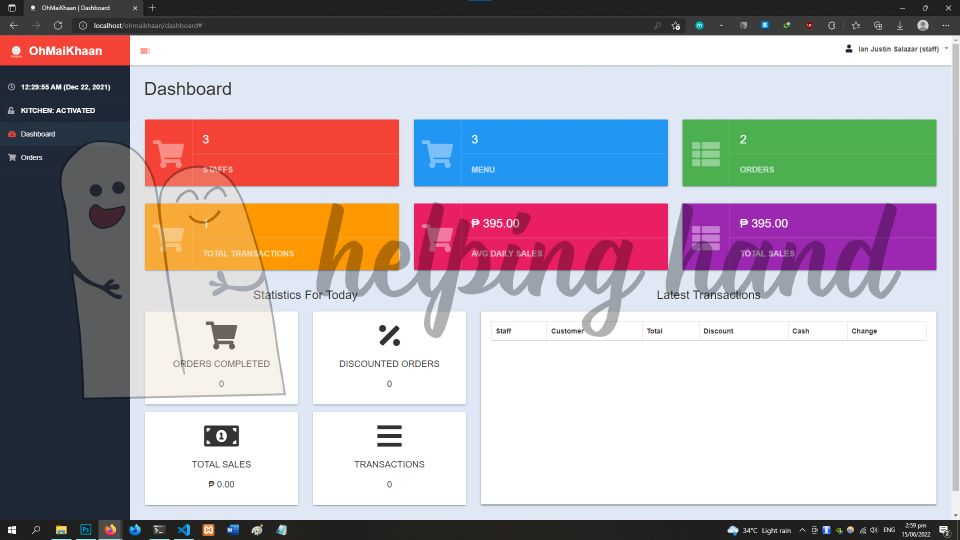 OhMaiKhaan | Dashboard
localhost/ohmaikhaan/dashboard#
OhMaiKhaan
Ian Justin Salazar (staff)
12:29:55 AM (Dec 22, 2021)
KITCHEN: ACTIVATED
Dashboard
Orders
Dashboard
3
STAFFS
3
MENU
2
ORDERS
1
TOTAL TRANSACTIONS
₱ 395.00
AVG DAILY SALES
₱ 395.00
TOTAL SALES
helping hand
Statistics For Today
Latest Transactions
ORDERS COMPLETED
0
DISCOUNTED ORDERS
0
TOTAL SALES
₱ 0.00
TRANSACTIONS
0
Staff Customer Total Discount Cash Change
34°C Light rain
ENG
2:59 pm
15/06/2022